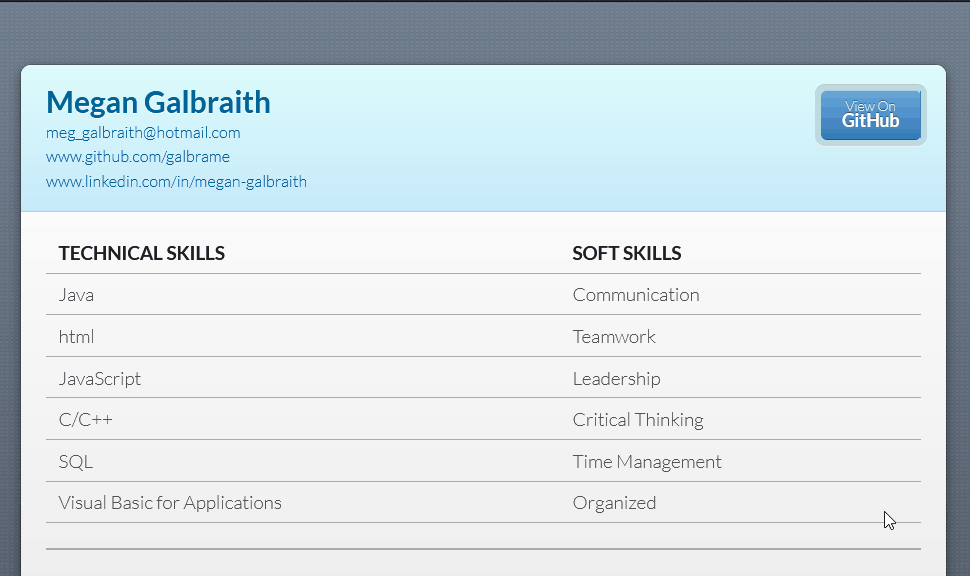 Megan Galbraith
meg_galbraith@hotmail.com
www.github.com/galbrame
www.linkedin.com/in/megan-galbraith
View On
GitHub
TECHNICAL SKILLS SOFT SKILLS
Java Communication
html Teamwork
JavaScript Leadership
C/C++ Critical Thinking
SQL Time Management
Visual Basic for Applications Organized